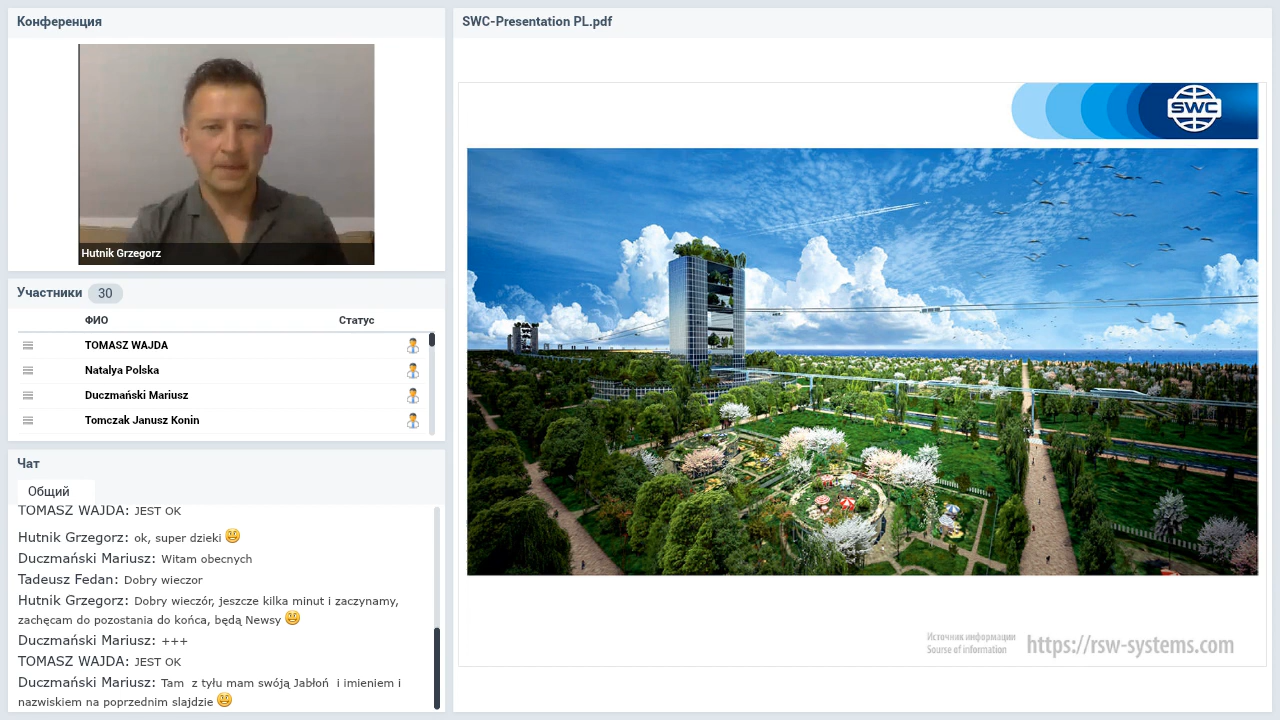 Конференция
Hutnik Grzegorz
Участники 30
ФИО Статус
TOMASZ WAJDA
Natalya Polska
Duczmański Mariusz
Tomczak Janusz Konin
Чат
Общий
TOMASZ WAJDA: JEST OK
Hutnik Grzegorz: ok, super dzieki
Duczmański Mariusz: Witam obecnych
Tadeusz Fedan: Dobry wieczor
Hutnik Grzegorz: Dobry wieczór, jeszcze kilka minut i zaczynamy,
zachęcam do pozostania do końca, będą Newsy
Duczmański Mariusz: +++
TOMASZ WAJDA: JEST OK
Duczmański Mariusz: Tam z tyłu mam swóją Jabłoń i imieniem i
nazwiskiem na poprzednim slajdzie
SWC-Presentation PL.pdf
SWC
Источник информации
Sourse of information
https://rsw-systems.com